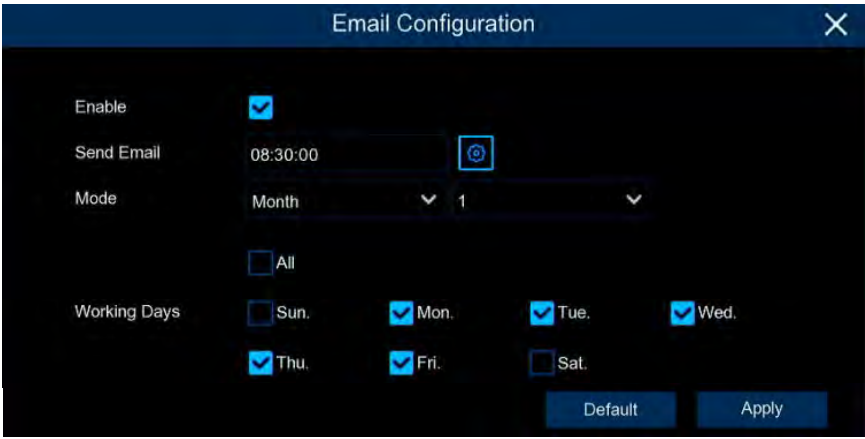 Email Configuration
Enable
Send Email 08:30:00
Mode Month 1
All
Working Days Sun. Mon. Tue. Wed.
Thu. Fri. Sat.
Default Apply